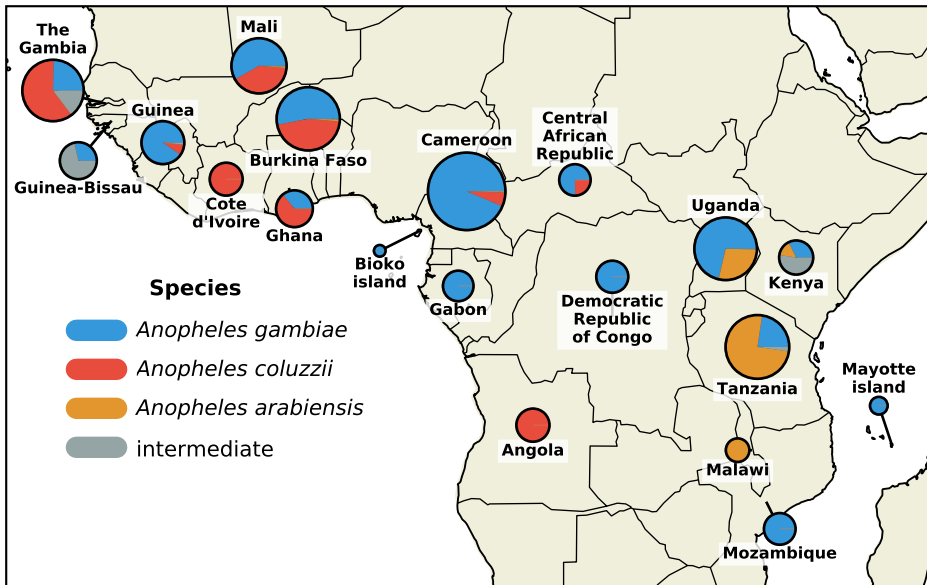 The
Gambia
Mali
Guinea
Guinea-Bissau
Burkina Faso
Cote
d'Ivoire
Ghana
Cameroon
Central
African
Republic
Bioko
island
Gabon
Democratic
Republic
of Congo
Uganda
Kenya
Tanzania
Mayotte
island
Angola
Malawi
Mozambique
Species
Anopheles gambiae
Anopheles coluzzii
Anopheles arabiensis
intermediate